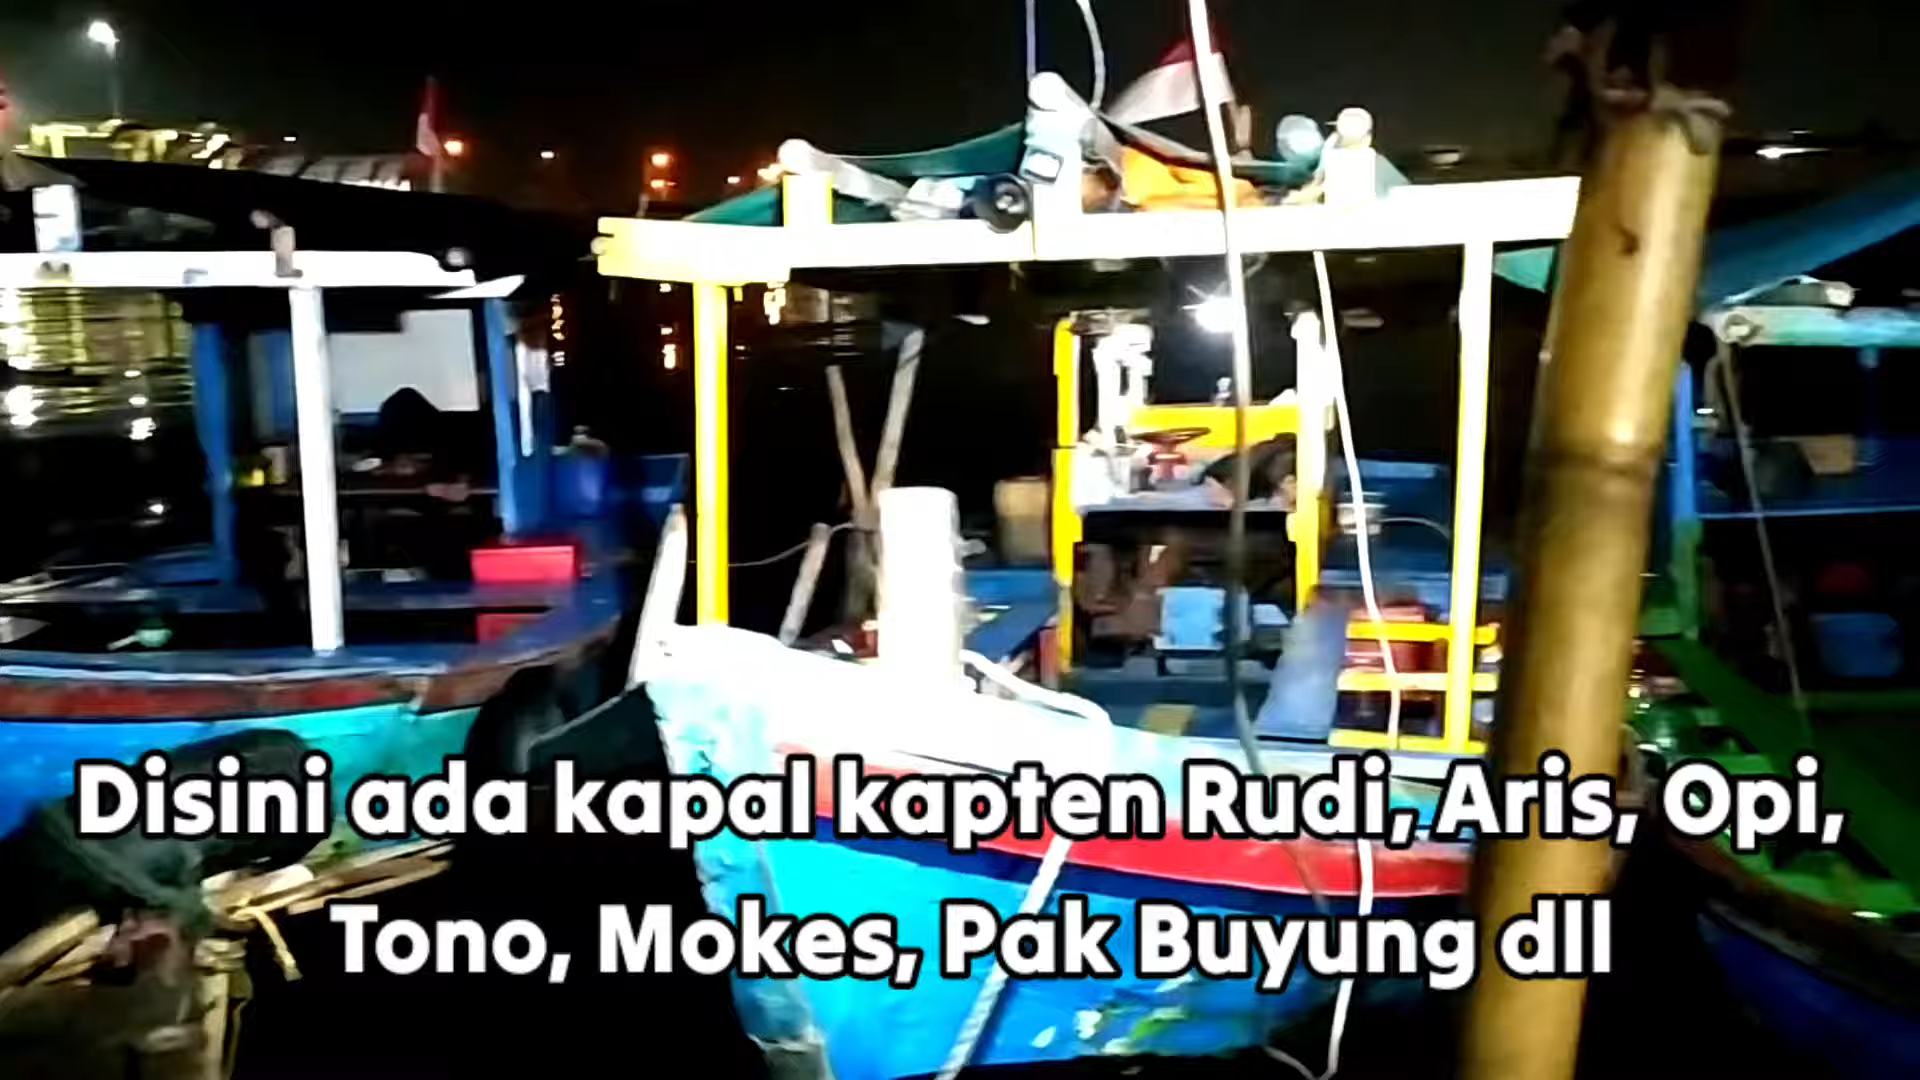 Disini ada kapal kapten Rudi, Aris, Opi,
Tono, Mokes, Pak Buyung dll